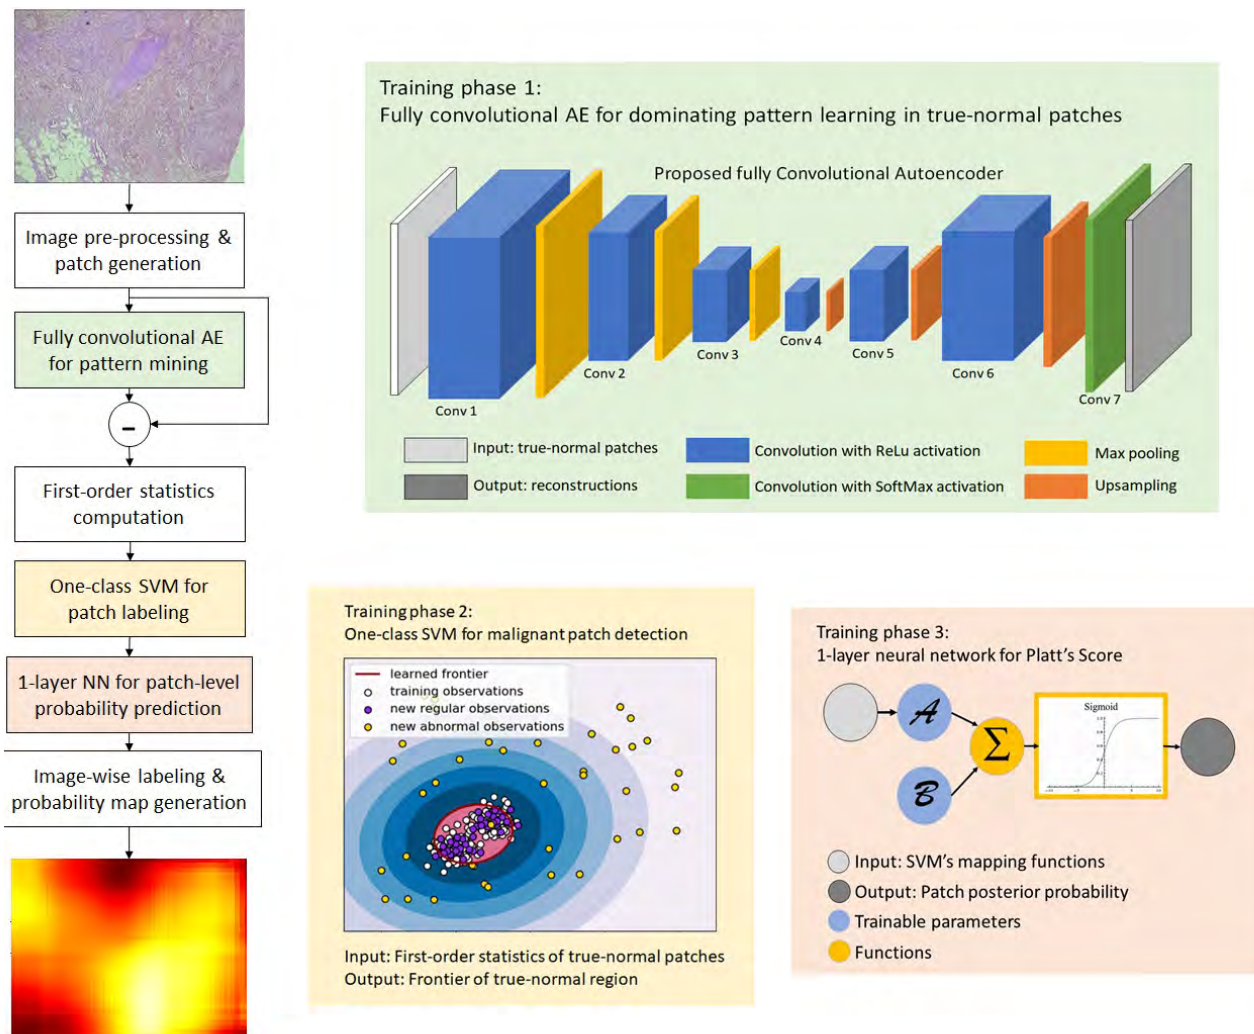 Image pre-processing &
patch generation
Fully convolutional AE
for pattern mining
–
First-order statistics
computation
One-class SVM for
patch labeling
1-layer NN for patch-level
probability prediction
Image-wise labeling &
probability map generation
Training phase 1:
Fully convolutional AE for dominating pattern learning in true-normal patches
Proposed fully Convolutional Autoencoder
Conv 1
Conv 2
Conv 3
Conv 4
Conv 5
Conv 6
Conv 7
Input: true-normal patches
Convolution with ReLu activation
Max pooling
Output: reconstructions
Convolution with SoftMax activation
Upsampling
Training phase 2:
One-class SVM for malignant patch detection
learned frontier
training observations
new regular observations
new abnormal observations
Input: First-order statistics of true-normal patches
Output: Frontier of true-normal region
Training phase 3:
1-layer neural network for Platt's Score
A
B
Σ
Sigmoid
Input: SVM's mapping functions
Output: Patch posterior probability
Trainable parameters
Functions